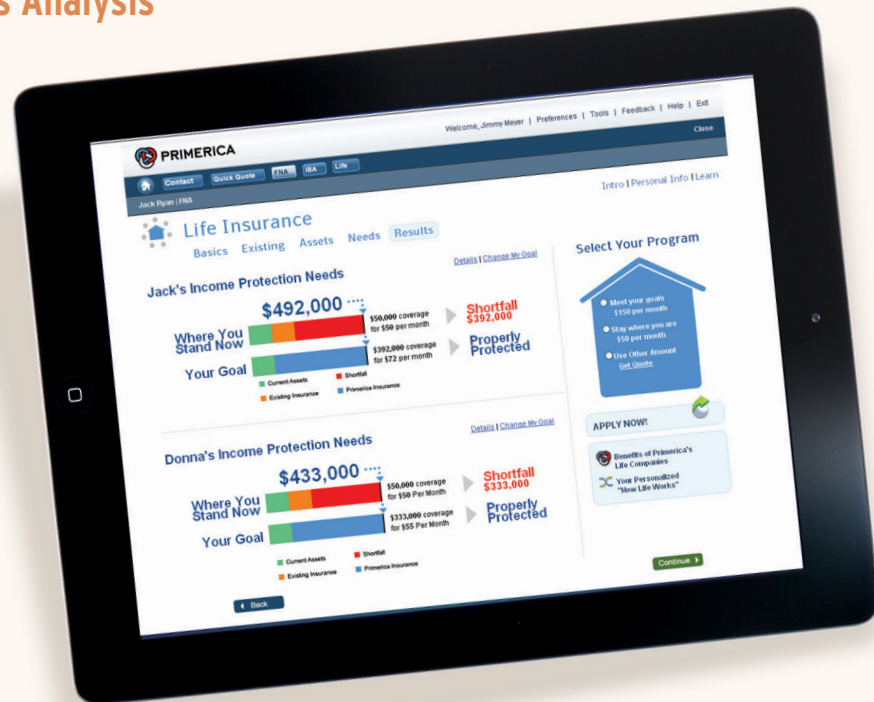 s Analysis
PRIMERICA
Welcome, Jimmy Meyer | Preferences | Tools | Feedback | Help | Exit
Contact Quick Quote FNA IBA Life
Close
Jack Ryan | FNA
Intro | Personal Info | Learn
Life Insurance
Basics Existing Assets Needs Results
Jack's Income Protection Needs
Details | Change My Goal
$492,000
Where You
Stand Now
$50,000 coverage
for $50 per month
Shortfall
$392,000
Your Goal
$392,000 coverage
for $72 per month
Properly
Protected
Current Assets Shortfall
Existing Insurance Primerica Insurance
Donna's Income Protection Needs
Details | Change My Goal
$433,000
Where You
Stand Now
$50,000 coverage
for $50 Per Month
Shortfall
$333,000
Your Goal
$333,000 coverage
for $55 Per Month
Properly
Protected
Current Assets Shortfall
Existing Insurance Primerica Insurance
Back
Select Your Program
Meet your goals
$150 per month
Stay where you are
$50 per month
Use Other Amount
Get Quote
APPLY NOW!
Benefits of Primerica's
Life Companies
Your Personalized
"How Life Works"
Continue